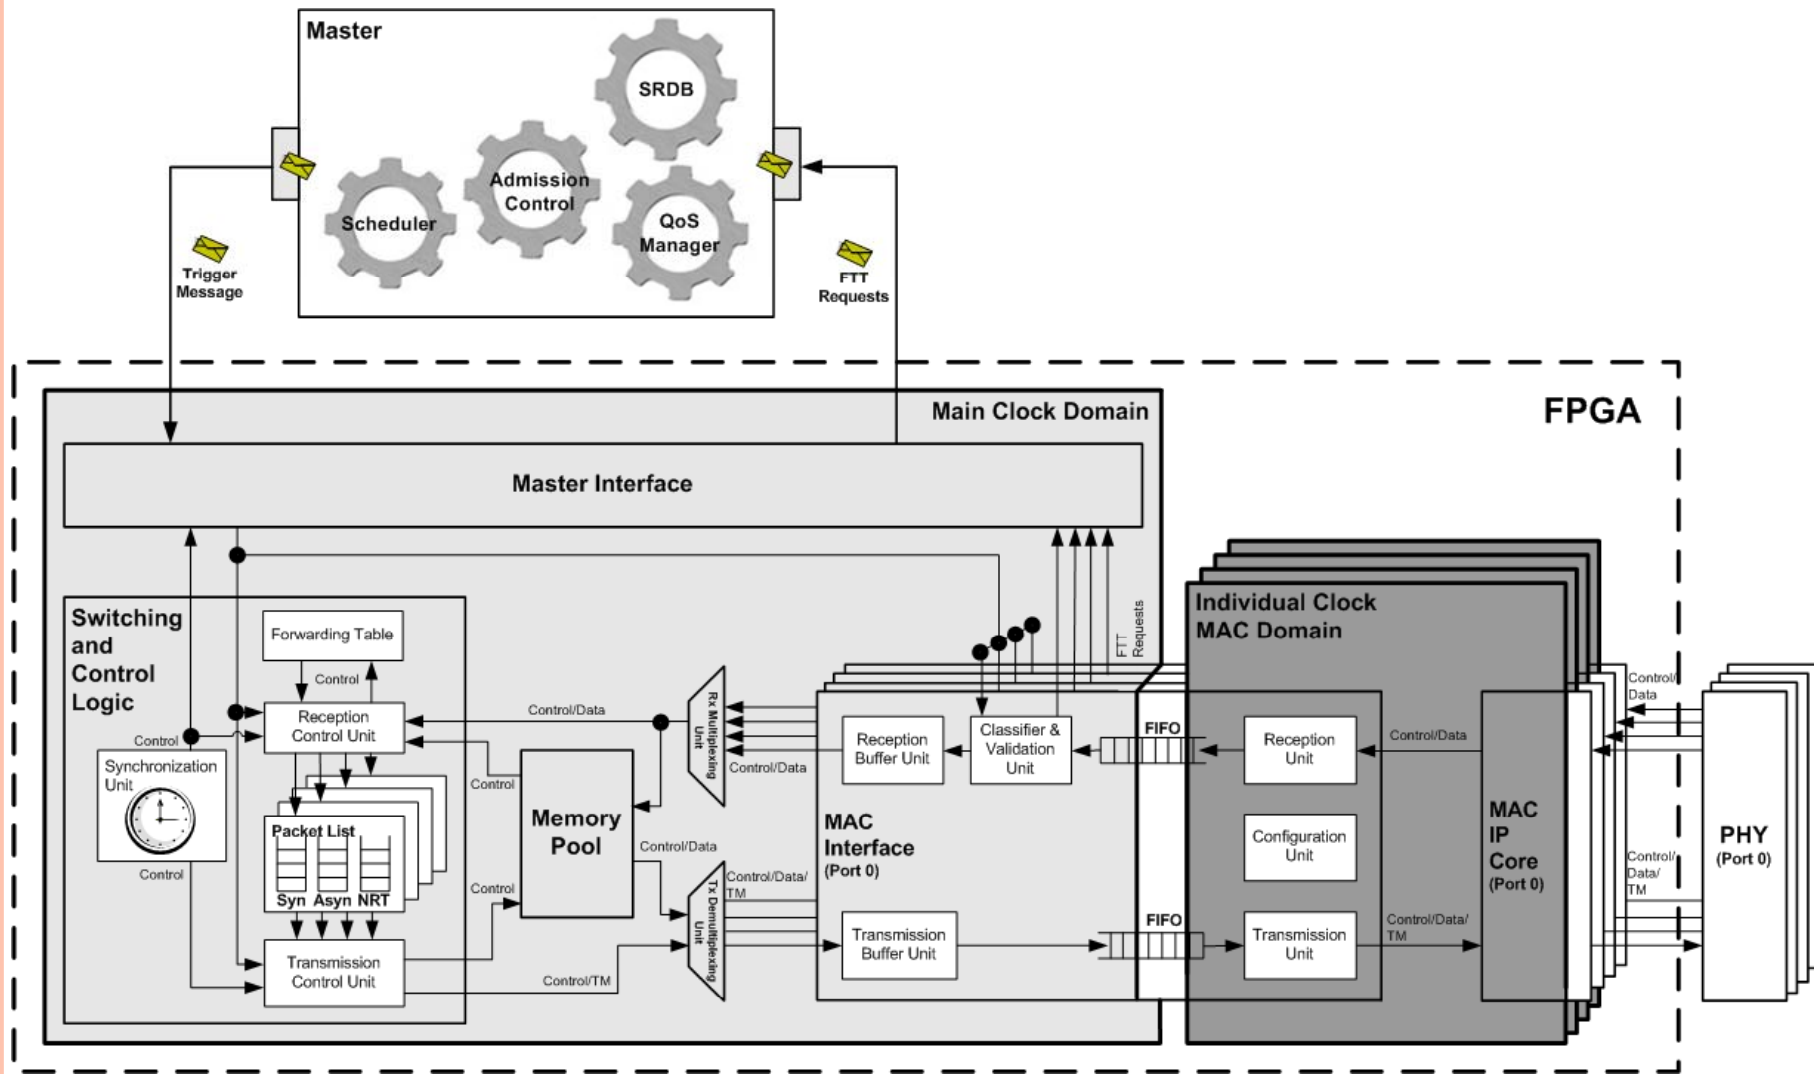 Master
SRDB
Admission
Control
Scheduler
QoS
Manager
Trigger
Message
FTT
Requests
FPGA
Main Clock Domain
Master Interface
Switching
and
Control
Logic
Forwarding Table
Control
Reception
Control Unit
Control
Synchronization
Unit
Control
Packet List
Syn Asyn NRT
Transmission
Control Unit
Control/Data
Control
Memory
Pool
Control
Control/TM
Control/Data
Rx Multiplexing
Unit
Control/Data
Tx Demultiplexing
Unit
Control/Data/
TM
FTT
Requests
Reception
Buffer Unit
Classifier &
Validation
Unit
MAC
Interface
(Port 0)
Transmission
Buffer Unit
FIFO
FIFO
Individual Clock
MAC Domain
Reception
Unit
Control/Data
Configuration
Unit
Transmission
Unit
Control/Data/
TM
MAC
IP
Core
(Port 0)
Control/
Data
Control/
Data/
TM
PHY
(Port 0)